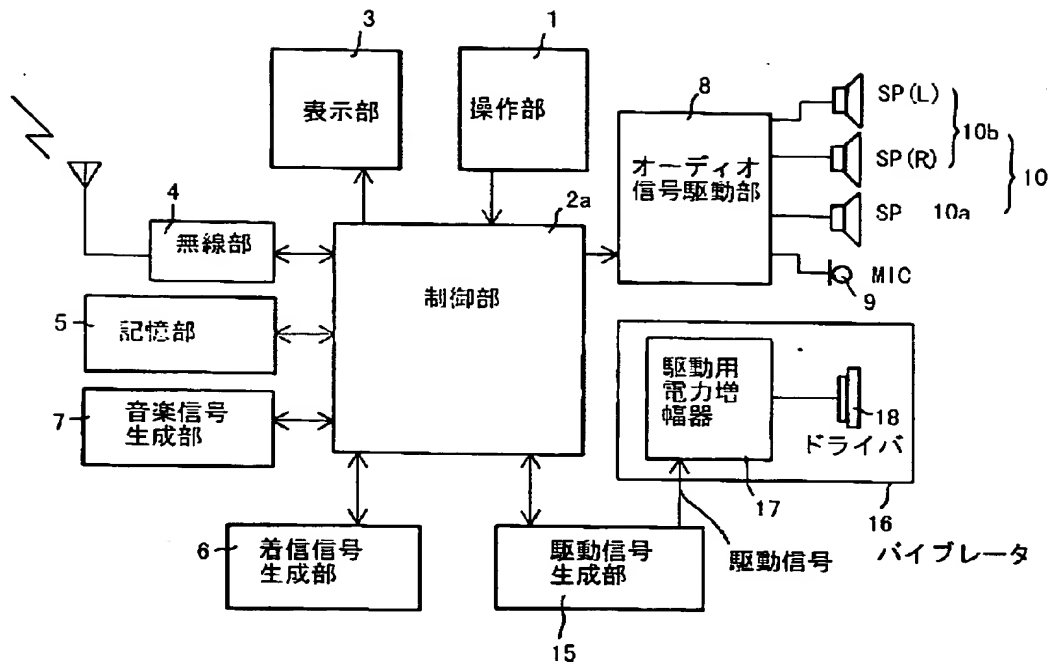 3
1
表示部
操作部
8
SP(L)
10b
SP(R)
10
オーディオ
信号駆動部
SP 10a
MIC
9
2a
4
無線部
制御部
5
記憶部
7
音楽信号
生成部
駆動用
電力増
幅器
18
ドライバ
17
16
バイブレータ
6
着信信号
生成部
駆動信号
生成部
駆動信号
15